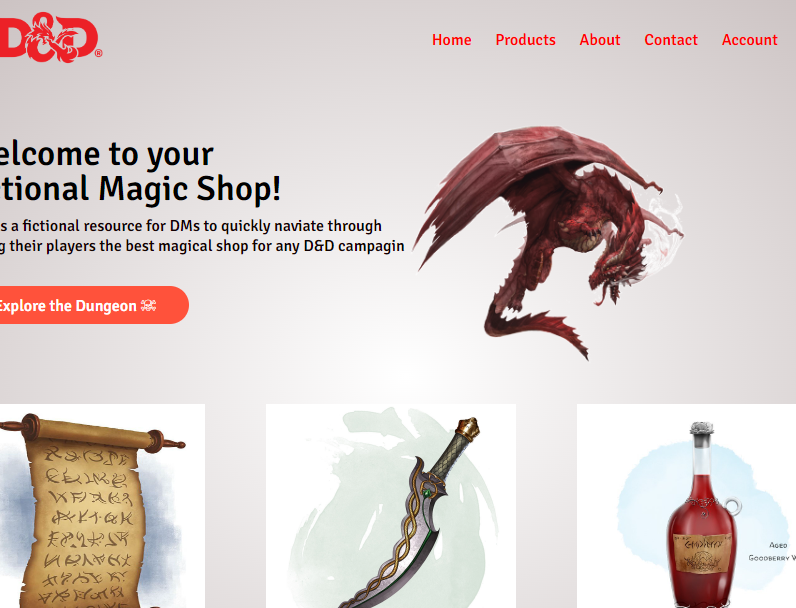 D&D®
Home Products About Contact Account
elcome to your
tional Magic Shop!
s a fictional resource for DMs to quickly naviate through
g their players the best magical shop for any D&D campagin
Explore the Dungeon ☠
Aged
Goodberry W